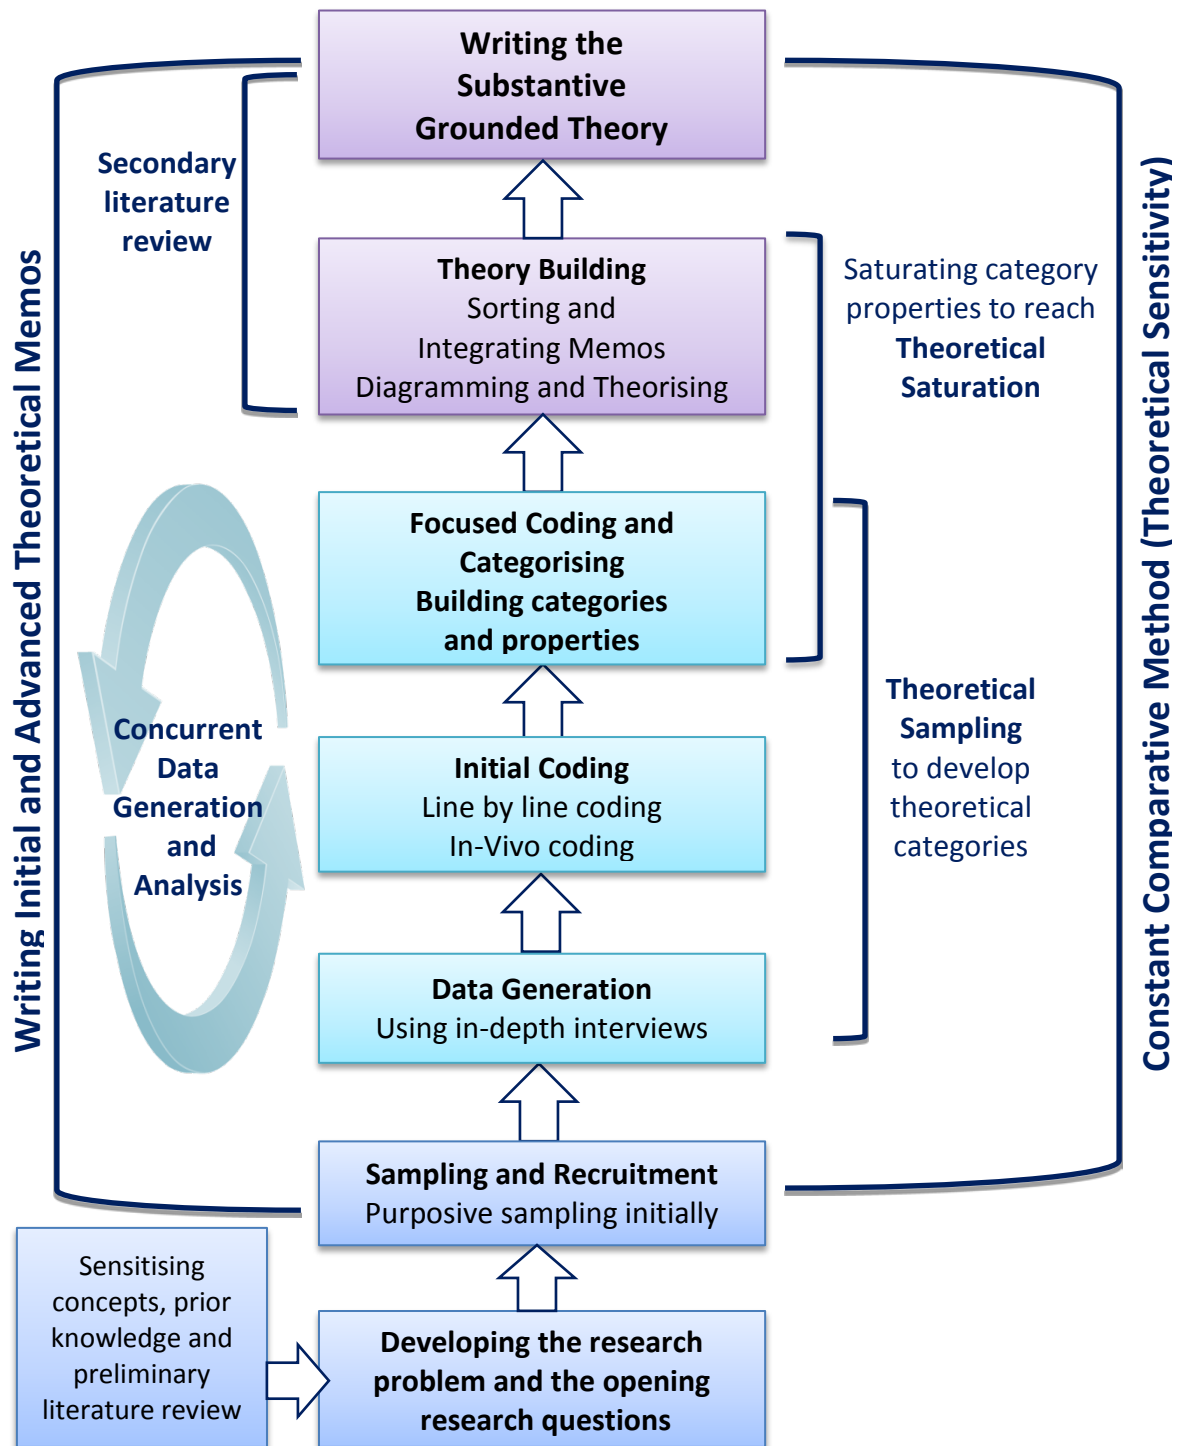 Writing the
Substantive
Grounded Theory
Secondary
literature
review
Theory Building
Sorting and
Integrating Memos
Diagramming and Theorising
Saturating category
properties to reach
Theoretical
Saturation
Writing Initial and Advanced Theoretical Memos
Constant Comparative Method (Theoretical Sensitivity)
Focused Coding and
Categorising
Building categories
and properties
Concurrent
Data
Generation
and
Analysis
Initial Coding
Line by line coding
In-Vivo coding
Theoretical
Sampling
to develop
theoretical
categories
Data Generation
Using in-depth interviews
Sampling and Recruitment
Purposive sampling initially
Sensitising
concepts, prior
knowledge and
preliminary
literature review
Developing the research
problem and the opening
research questions